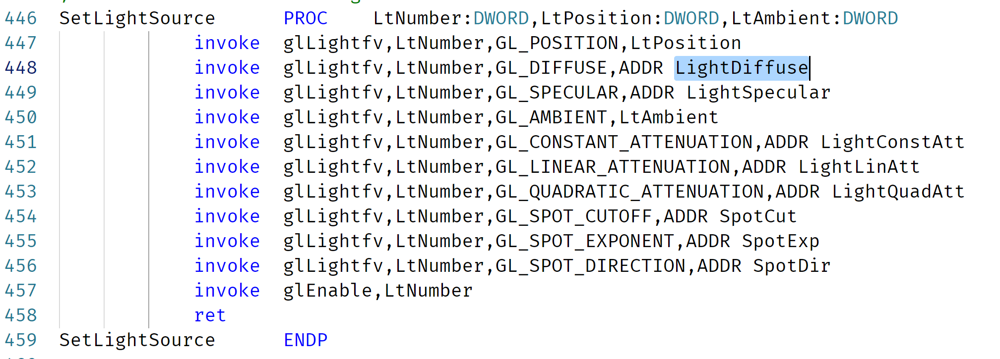 446 SetLightSource PROC LtNumber:DWORD,LtPosition:DWORD,LtAmbient:DWORD
447 invoke glLightfv,LtNumber,GL_POSITION,LtPosition
448 invoke glLightfv,LtNumber,GL_DIFFUSE,ADDR LightDiffuse
449 invoke glLightfv,LtNumber,GL_SPECULAR,ADDR LightSpecular
450 invoke glLightfv,LtNumber,GL_AMBIENT,LtAmbient
451 invoke glLightfv,LtNumber,GL_CONSTANT_ATTENUATION,ADDR LightConstAtt
452 invoke glLightfv,LtNumber,GL_LINEAR_ATTENUATION,ADDR LightLinAtt
453 invoke glLightfv,LtNumber,GL_QUADRATIC_ATTENUATION,ADDR LightQuadAtt
454 invoke glLightfv,LtNumber,GL_SPOT_CUTOFF,ADDR SpotCut
455 invoke glLightfv,LtNumber,GL_SPOT_EXPONENT,ADDR SpotExp
456 invoke glLightfv,LtNumber,GL_SPOT_DIRECTION,ADDR SpotDir
457 invoke glEnable,LtNumber
458 ret
459 SetLightSource ENDP